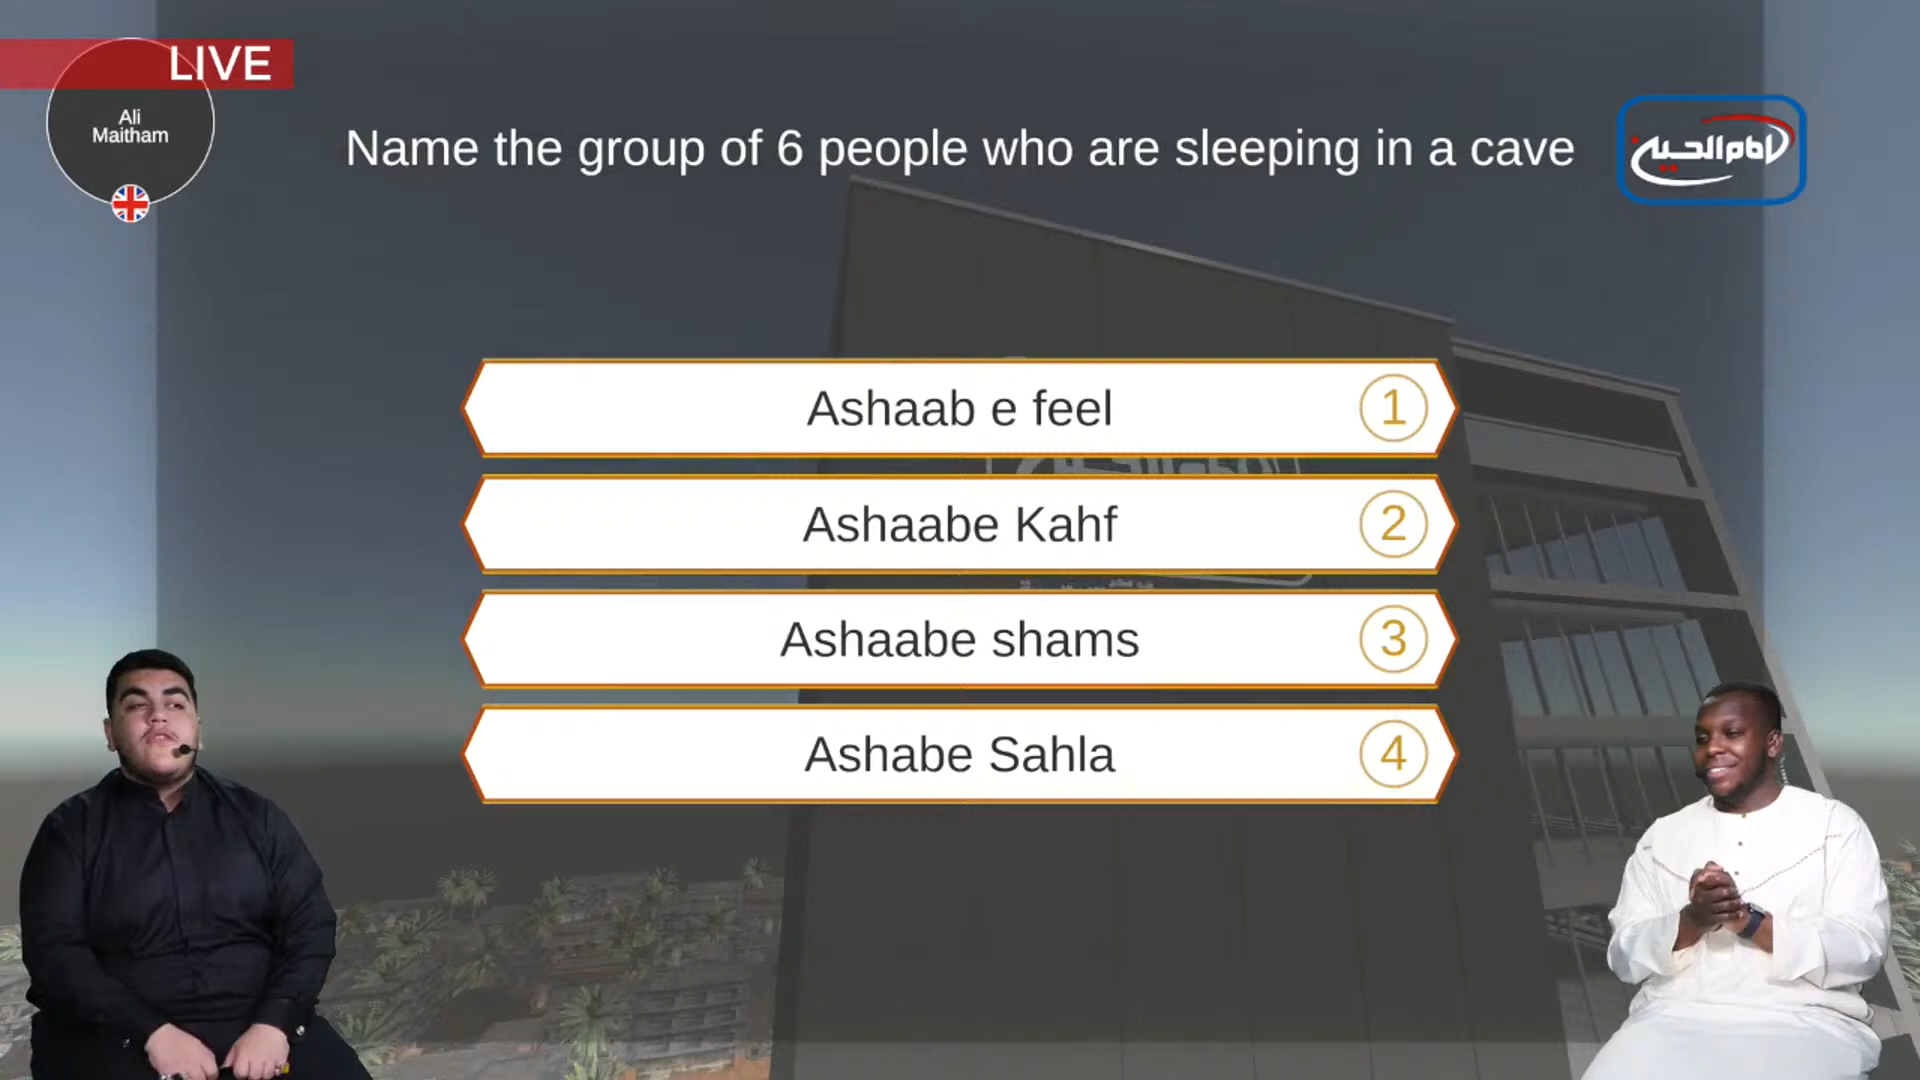 LIVE
Ali
Maitham
Name the group of 6 people who are sleeping in a cave
Ashaab e feel 1
Ashaabe Kahf 2
Ashaabe shams 3
Ashabe Sahla 4